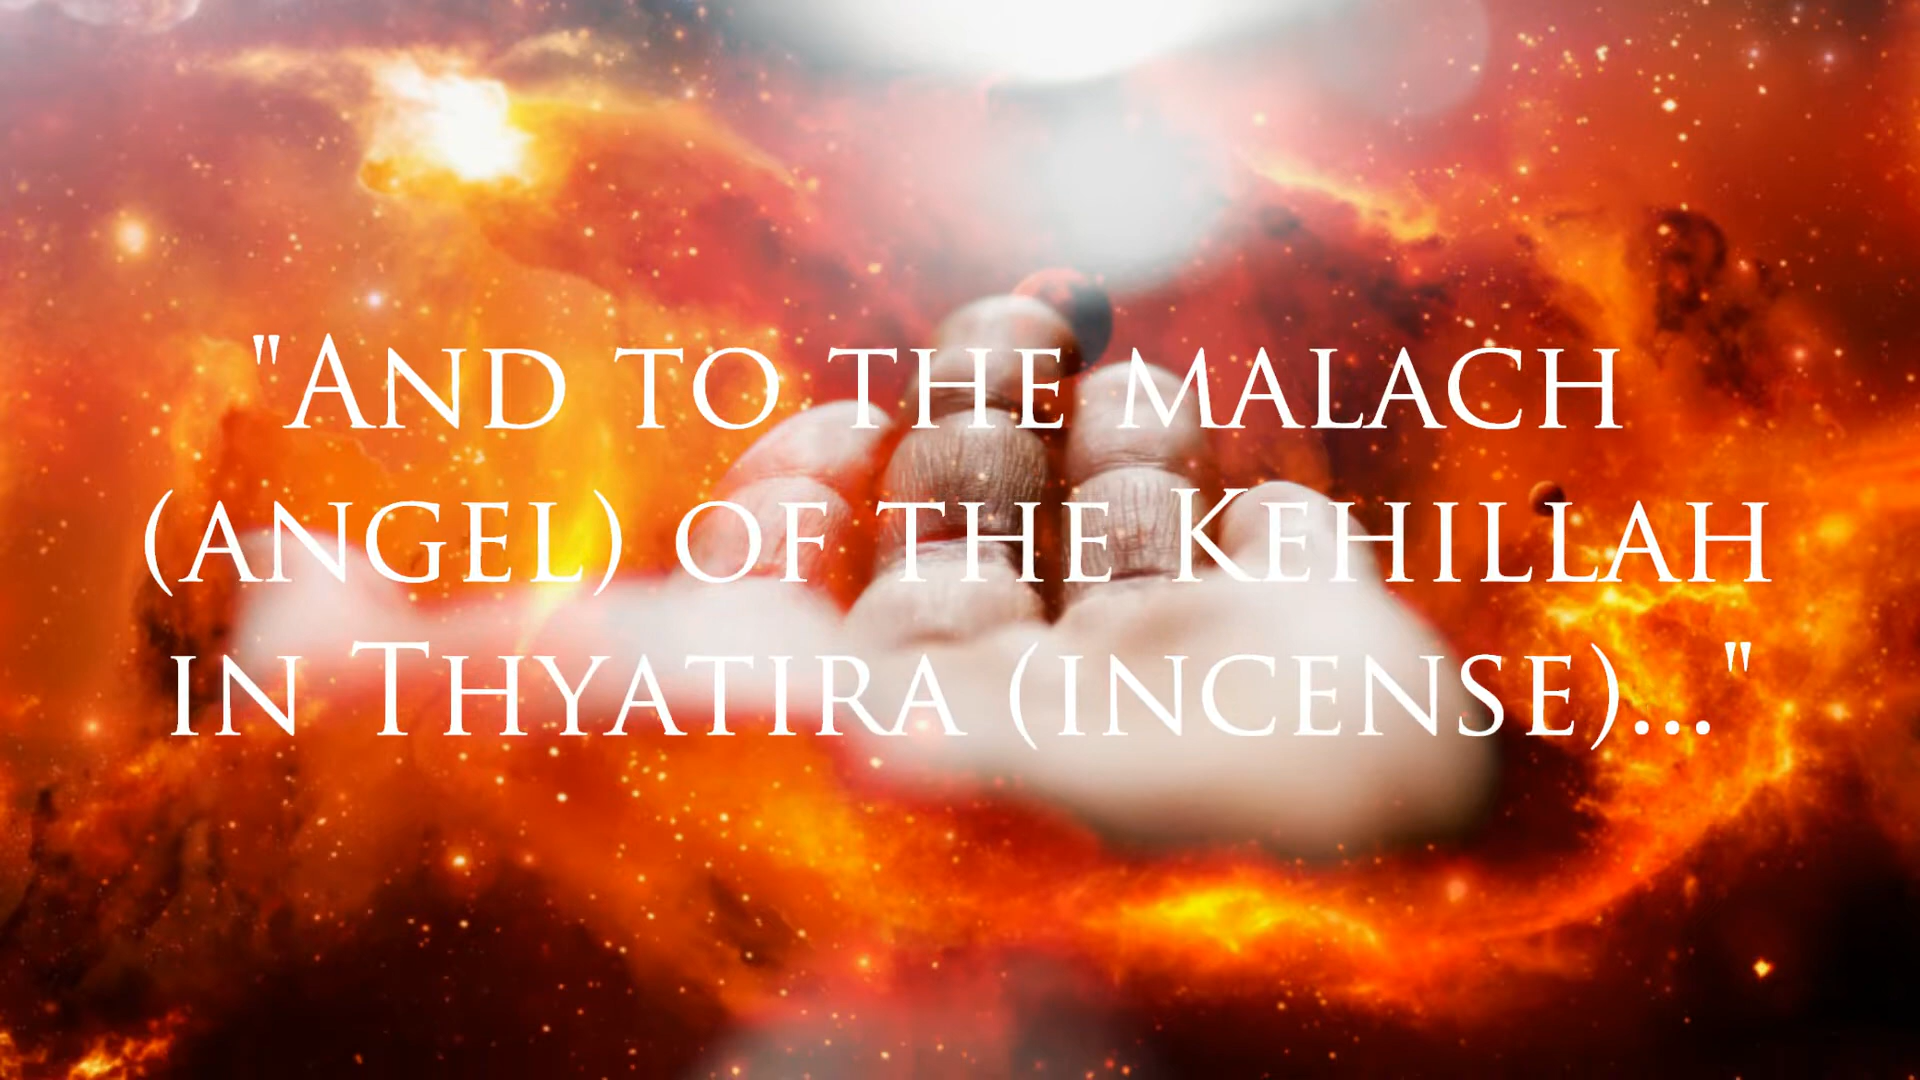 "And to the malach
(angel) of the Kehillah
in Thyatira (incense)..."